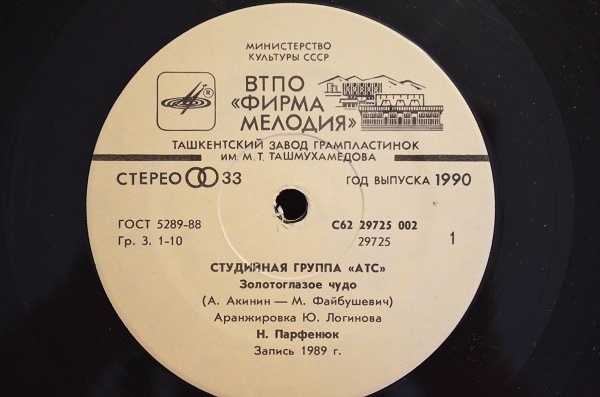 МИНИСТЕРСТВО
КУЛЬТУРЫ СССР
®
ВТПО
«ФИРМА
МЕЛОДИЯ»
ТАШКЕНТСКИЙ ЗАВОД ГРАМПЛАСТИНОК
ИМ. М. Т. ТАШМУХАМЕДОВА
СТЕРЕО 33
ГОД ВЫПУСКА 1990
ГОСТ 5289-88
Гр. 3. 1-10
С62 29725 002
29725
1
СТУДИЙНАЯ ГРУППА «АТС»
Золотоглазое чудо
(А. Акинин — М. Файбушевич)
Аранжировка Ю. Логинова
Н. Парфенюк
Запись 1989 г.